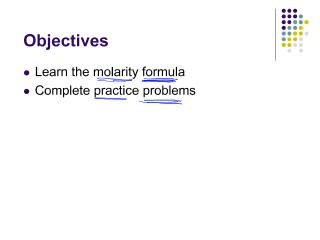 Objectives
Learn the molarity formula
Complete practice problems